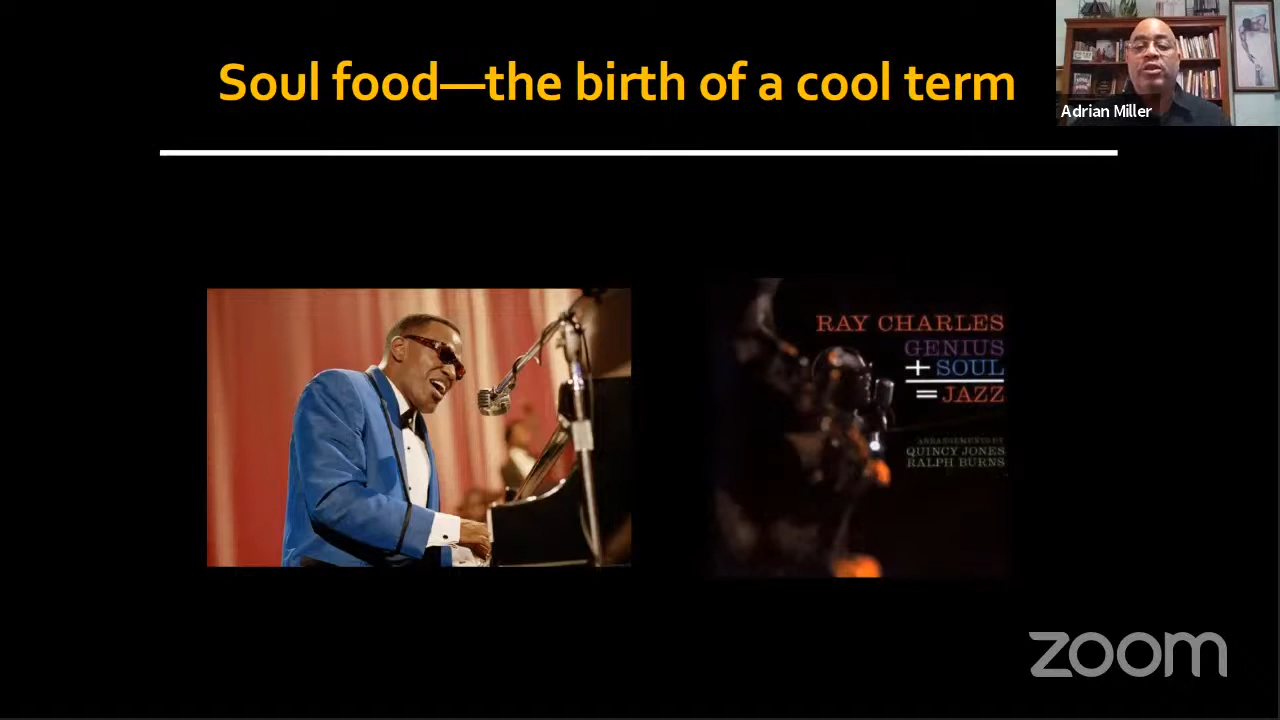 Soul food—the birth of a cool term
Adrian Miller
RAY CHARLES
GENIUS
+ SOUL
= JAZZ
ARRANGEMENTS BY
QUINCY JONES
RALPH BURNS
zoom